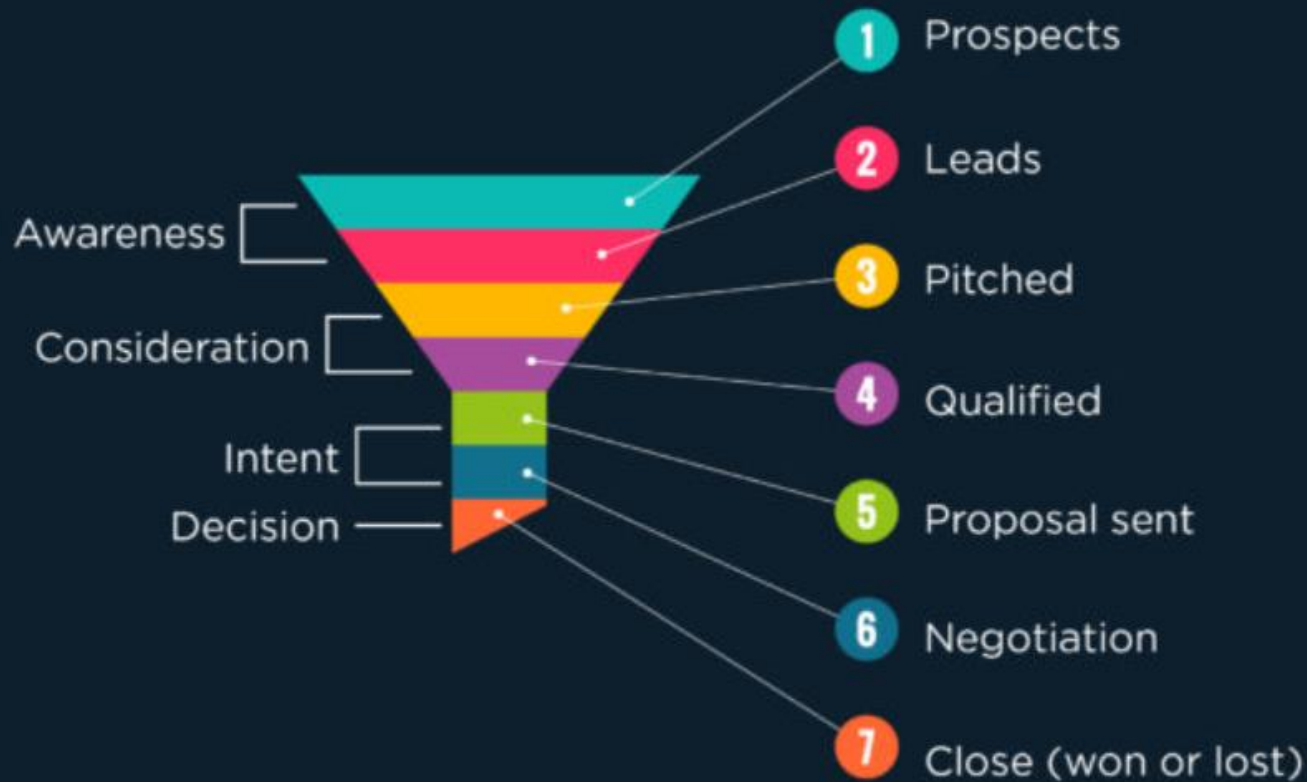 Awareness
Consideration
Intent
Decision
1 Prospects
2 Leads
3 Pitched
4 Qualified
5 Proposal sent
6 Negotiation
7 Close (won or lost)